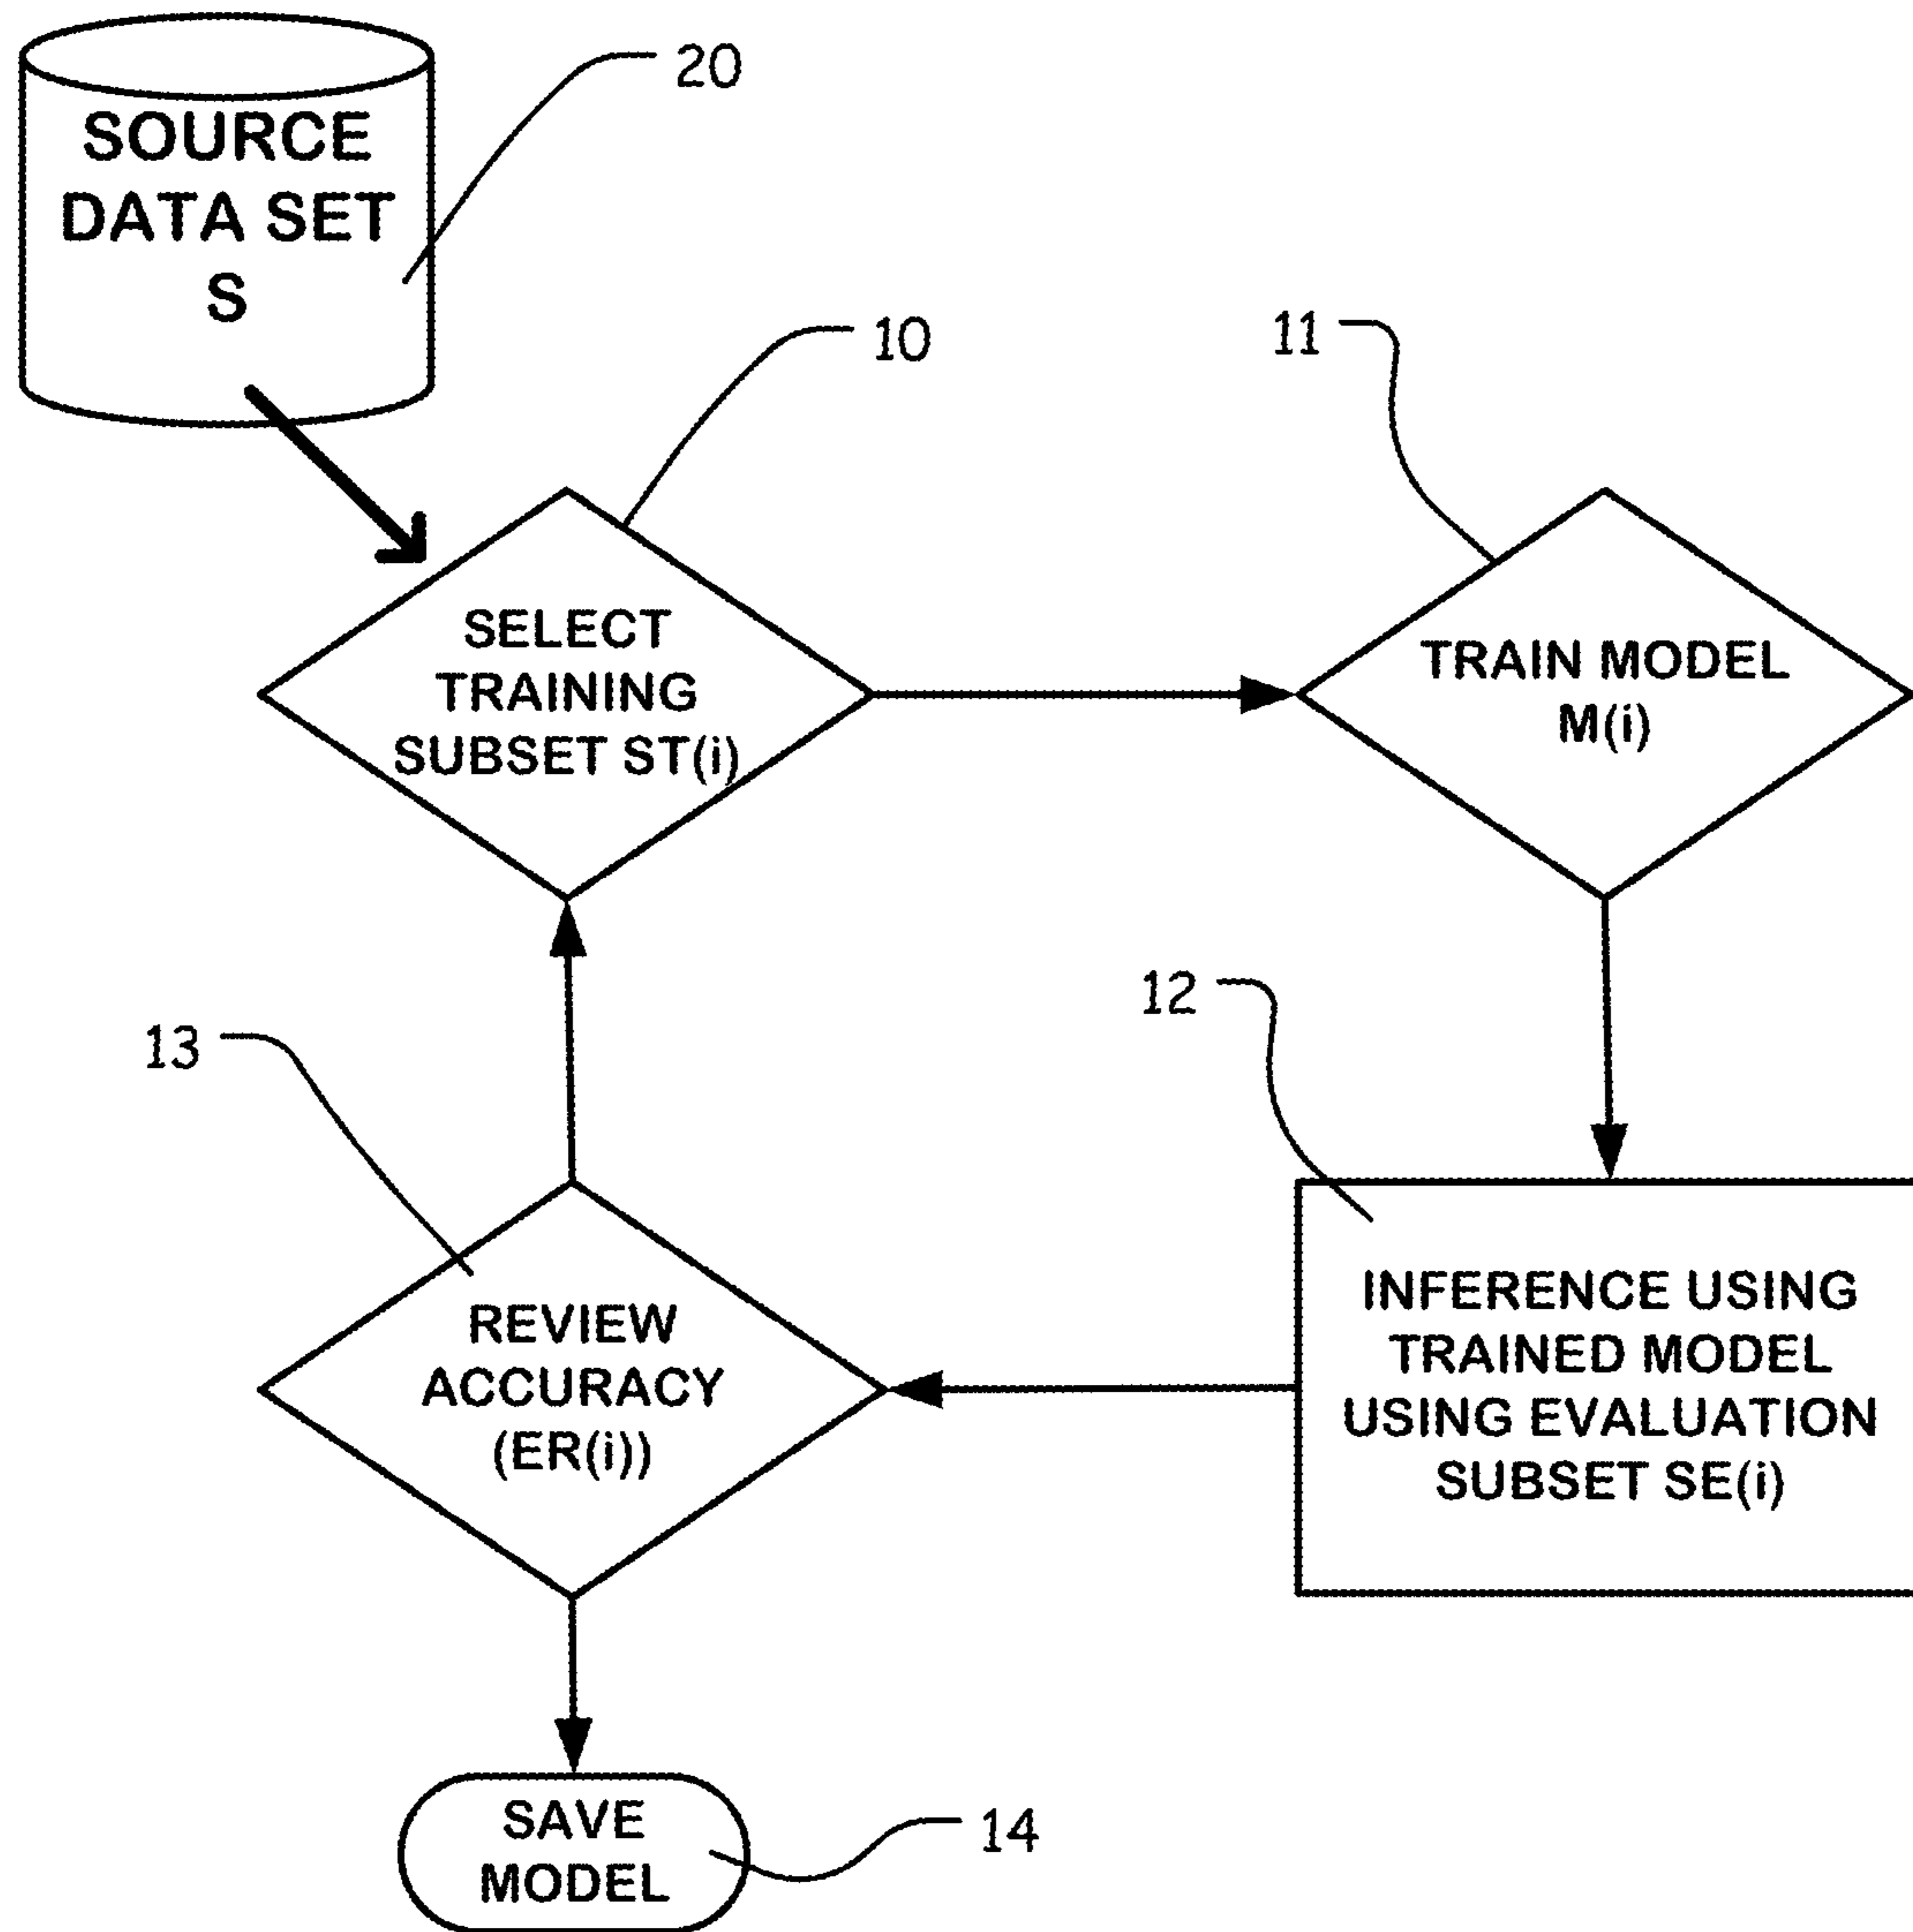 20
SOURCE
DATA SET
S
10
11
SELECT
TRAINING
SUBSET ST(i)
TRAIN MODEL
M(i)
12
13
INFERENCE USING
TRAINED MODEL
USING EVALUATION
SUBSET SE(i)
REVIEW
ACCURACY
(ER(i))
SAVE
MODEL
14